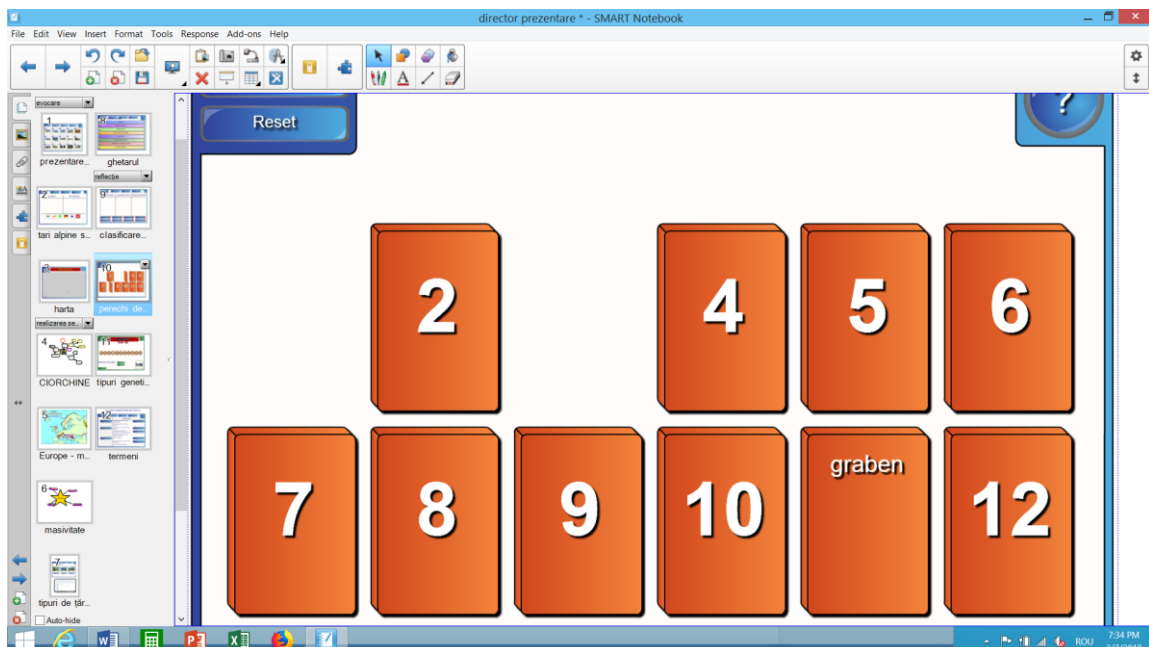 director prezentare * - SMART Notebook
File Edit View Insert Format Tools Response Add-ons Help
evocare
1
8
prezentare...
ghetarul
reflecție
2
9
tari alpine s...
clasificare...
3
10
harta
perechi de...
realizarea se...
4
11
CIORCHINE
tipuri geneti...
5
12
Europe - m...
termeni
6
masivitate
7
tipuri de țăr...
Auto-hide
Reset
?
2
4
5
6
7
8
9
10
graben
12
ROU
7:34 PM